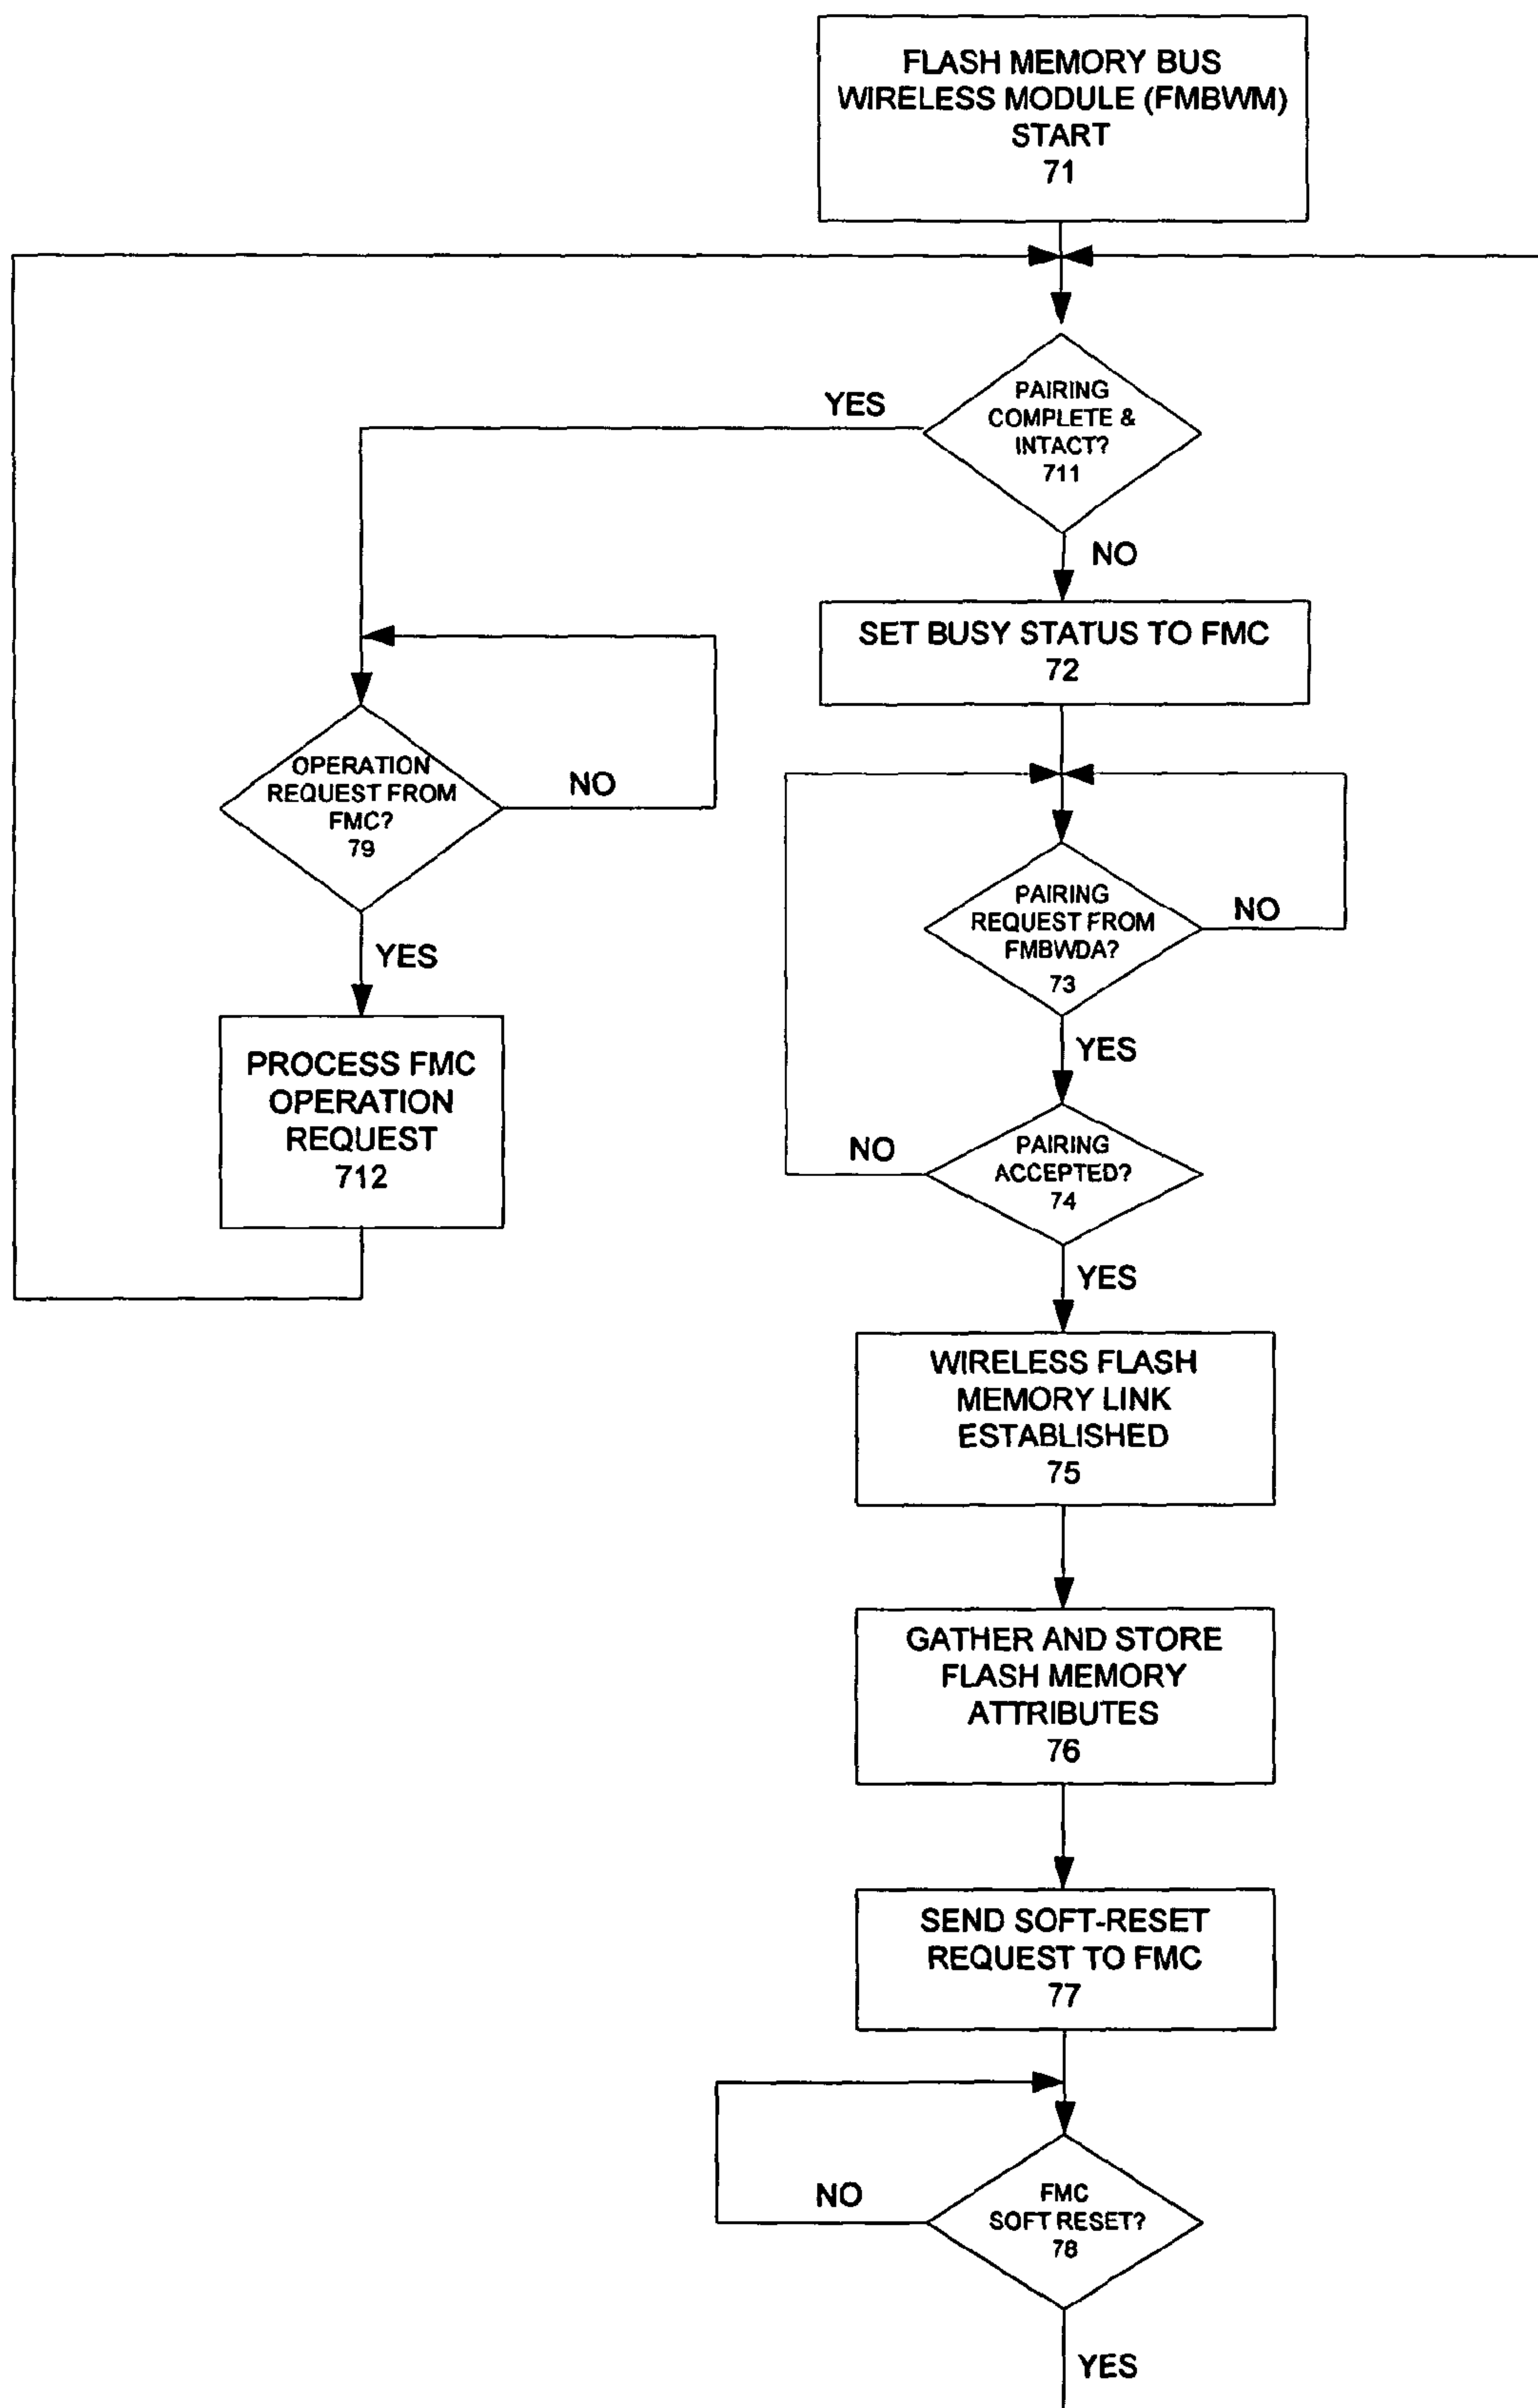 FLASH MEMORY BUS
WIRELESS MODULE (FMBWM)
START
71
PAIRING
COMPLETE &
INTACT?
711
YES
NO
SET BUSY STATUS TO FMC
72
OPERATION
REQUEST FROM
FMC?
79
NO
YES
PROCESS FMC
OPERATION
REQUEST
712
PAIRING
REQUEST FROM
FMBWDA?
73
NO
YES
PAIRING
ACCEPTED?
74
NO
YES
WIRELESS FLASH
MEMORY LINK
ESTABLISHED
75
GATHER AND STORE
FLASH MEMORY
ATTRIBUTES
76
SEND SOFT-RESET
REQUEST TO FMC
77
FMC
SOFT RESET?
78
NO
YES